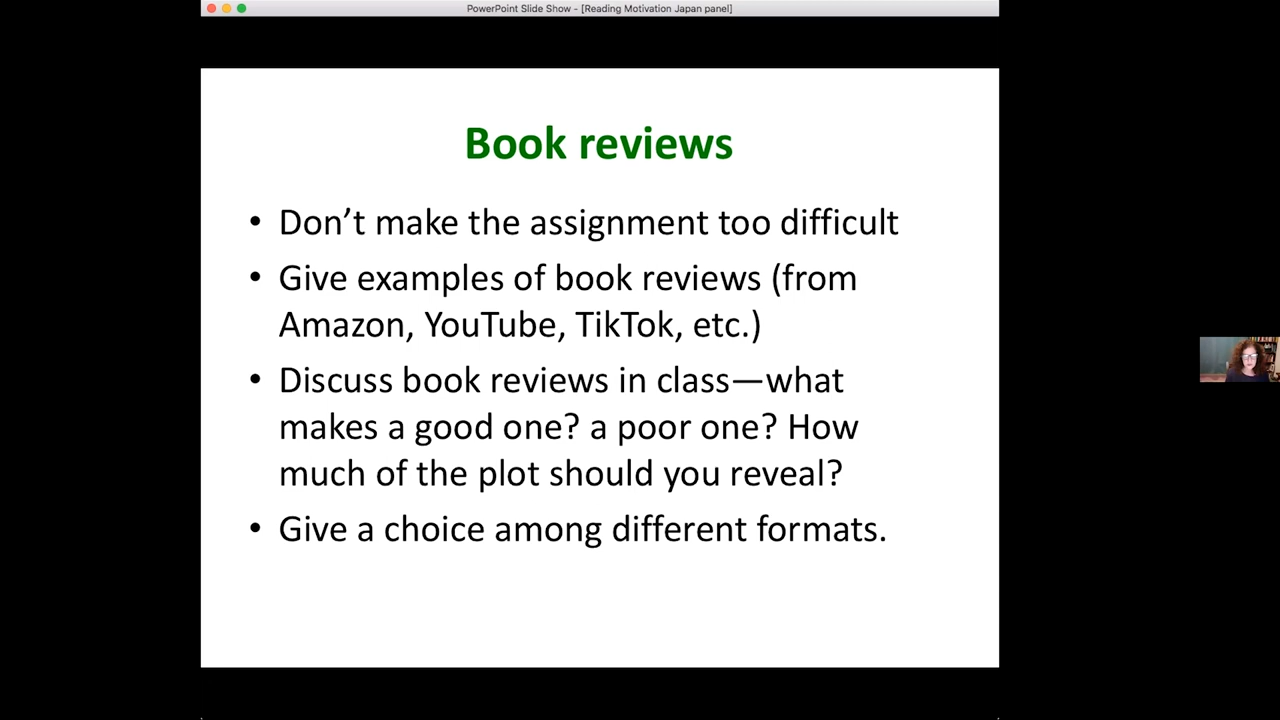 PowerPoint Slide Show - [Reading Motivation Japan panel]
Book reviews
• Don’t make the assignment too difficult
• Give examples of book reviews (from
Amazon, YouTube, TikTok, etc.)
• Discuss book reviews in class—what
makes a good one? a poor one? How
much of the plot should you reveal?
• Give a choice among different formats.